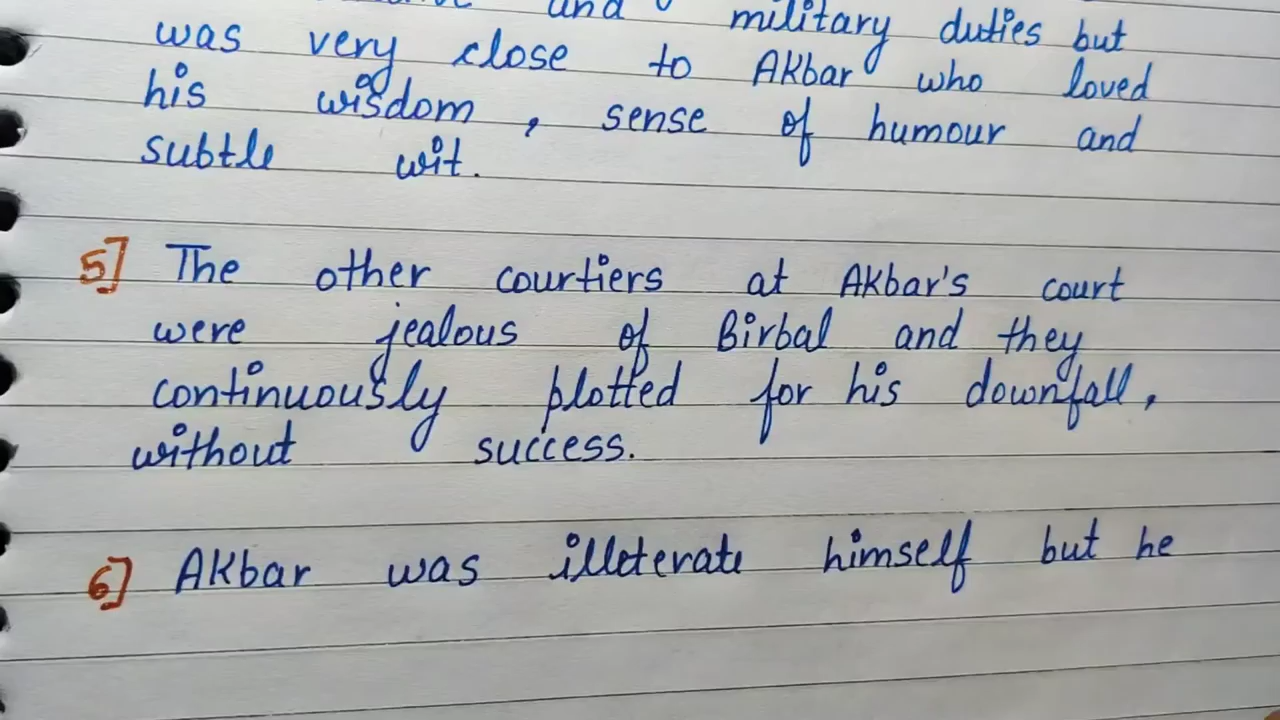 and military duties but
was very close to Akbar who loved
his wisdom, sense of humour and
subtle wit.
5] The other courtiers at Akbar's court
were jealous of Birbal and they
continuously plotted for his downfall,
without success.
6] Akbar was illeterate himself but he